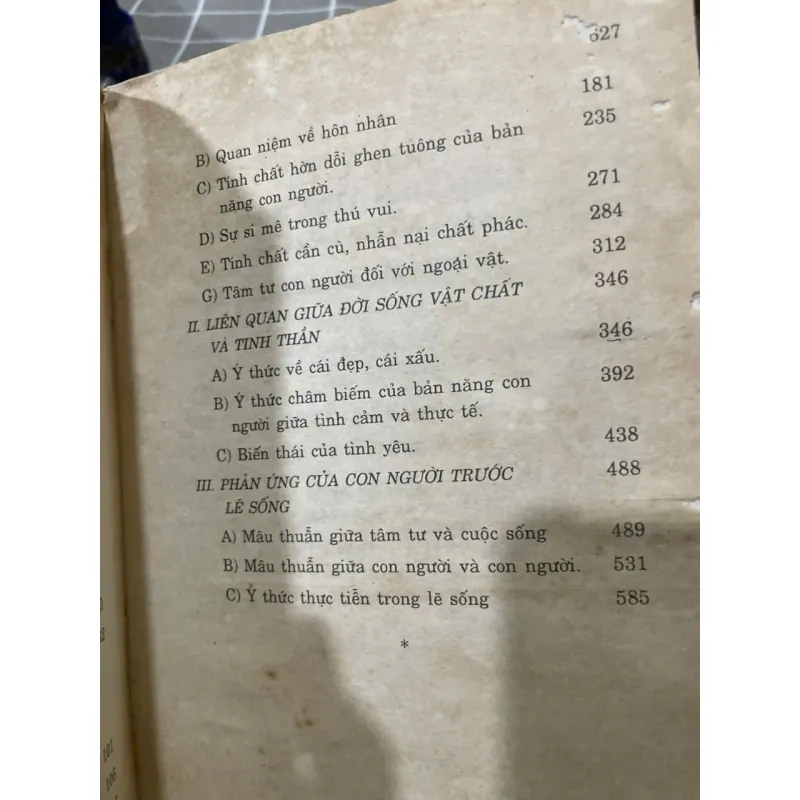 627
B) Quan niệm về hôn nhân 181
C) Tính chất hờn dỗi ghen tuông của bản 235
năng con người.
D) Sự si mê trong thú vui. 271
E) Tính chất cần cù, nhẫn nại chất phác. 284
G) Tâm tư con người đối với ngoại vật. 312
II. LIÊN QUAN GIỮA ĐỜI SỐNG VẬT CHẤT 346
VÀ TINH THẦN
A) Ý thức về cái đẹp, cái xấu. 346
B) Ý thức châm biếm của bản năng con 392
người giữa tình cảm và thực tế.
C) Biến thái của tình yêu. 438
III. PHẢN ỨNG CỦA CON NGƯỜI TRƯỚC 488
LẼ SỐNG
A) Mâu thuẫn giữa tâm tư và cuộc sống 489
B) Mâu thuẫn giữa con người và con người. 531
C) Ý thức thực tiễn trong lẽ sống 585
*
101
106